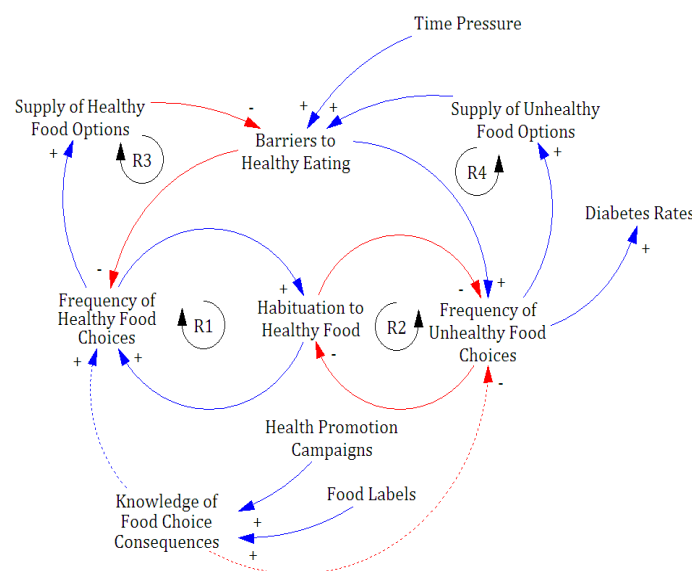 Time Pressure
Supply of Healthy
Food Options
-
+
+
Supply of Unhealthy
Food Options
+
R3
Barriers to
Healthy Eating
R4
+
Diabetes Rates
+
-
Frequency of
Healthy Food
Choices
R1
+
Habituation to
Healthy Food
R2
-
+
Frequency of
Unhealthy Food
Choices
+
+
-
-
Health Promotion
Campaigns
Knowledge of
Food Choice
Consequences
Food Labels
+
+